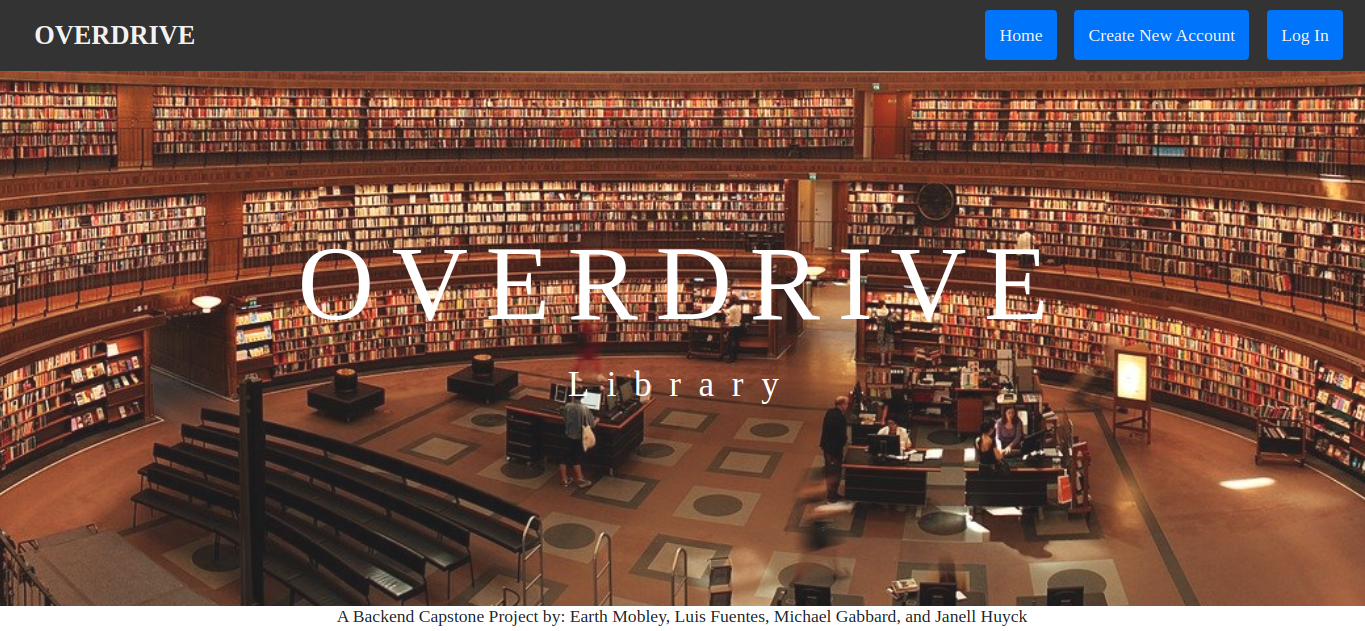 OVERDRIVE
Home
Create New Account
Log In
OVERDRIVE
Library
A Backend Capstone Project by: Earth Mobley, Luis Fuentes, Michael Gabbard, and Janell Huyck